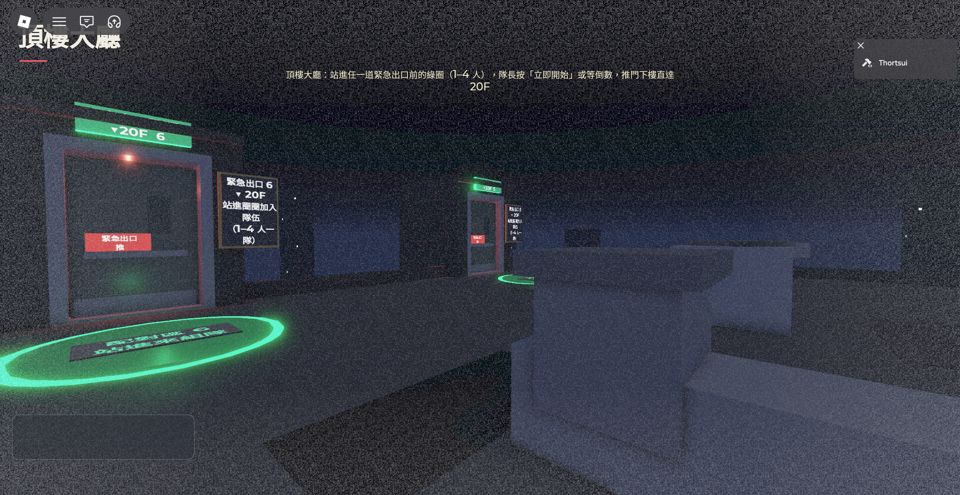 頂樓大廳
頂樓大廳：站進任一道緊急出口前的綠圈（1–4 人），隊長按「立即開始」或等倒數，推門下樓直達
20F
Thortsui
▼20F 6
緊急出口 6
▼ 20F
站進圈圈加入
隊伍
（1–4 人一
隊）
緊急出口
推